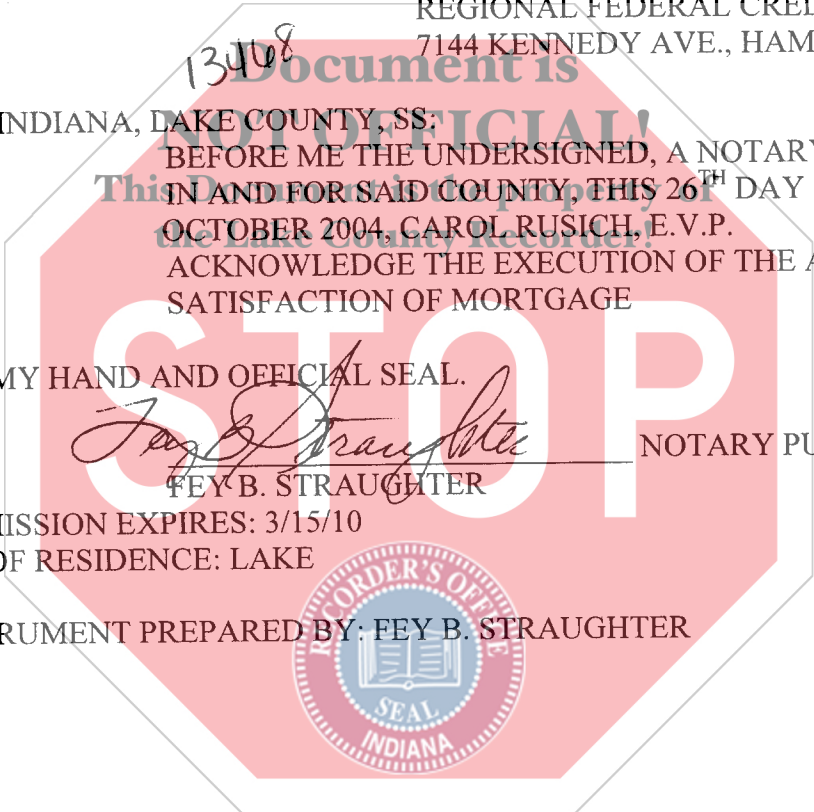 REGIONAL FEDERAL CRE
13468
7144 KENNEDY AVE., HAM
Document is
INDIANA, LAKE COUNTY, SS:
NOT OFFICIAL!
BEFORE ME THE UNDERSIGNED, A NOTARY
This Document is the property of
IN AND FOR SAID COUNTY, THIS 26TH DAY
the Lake County Recorder!
OCTOBER 2004, CAROL RUSICH, E.V.P.
ACKNOWLEDGE THE EXECUTION OF THE A
SATISFACTION OF MORTGAGE
STOP
MY HAND AND OFFICIAL SEAL.
Fey B Straughter
NOTARY PU
FEY B. STRAUGHTER
ISSION EXPIRES: 3/15/10
OF RESIDENCE: LAKE
RUMENT PREPARED BY: FEY B. STRAUGHTER
RECORDER'S OFFICE
SEAL
INDIANA